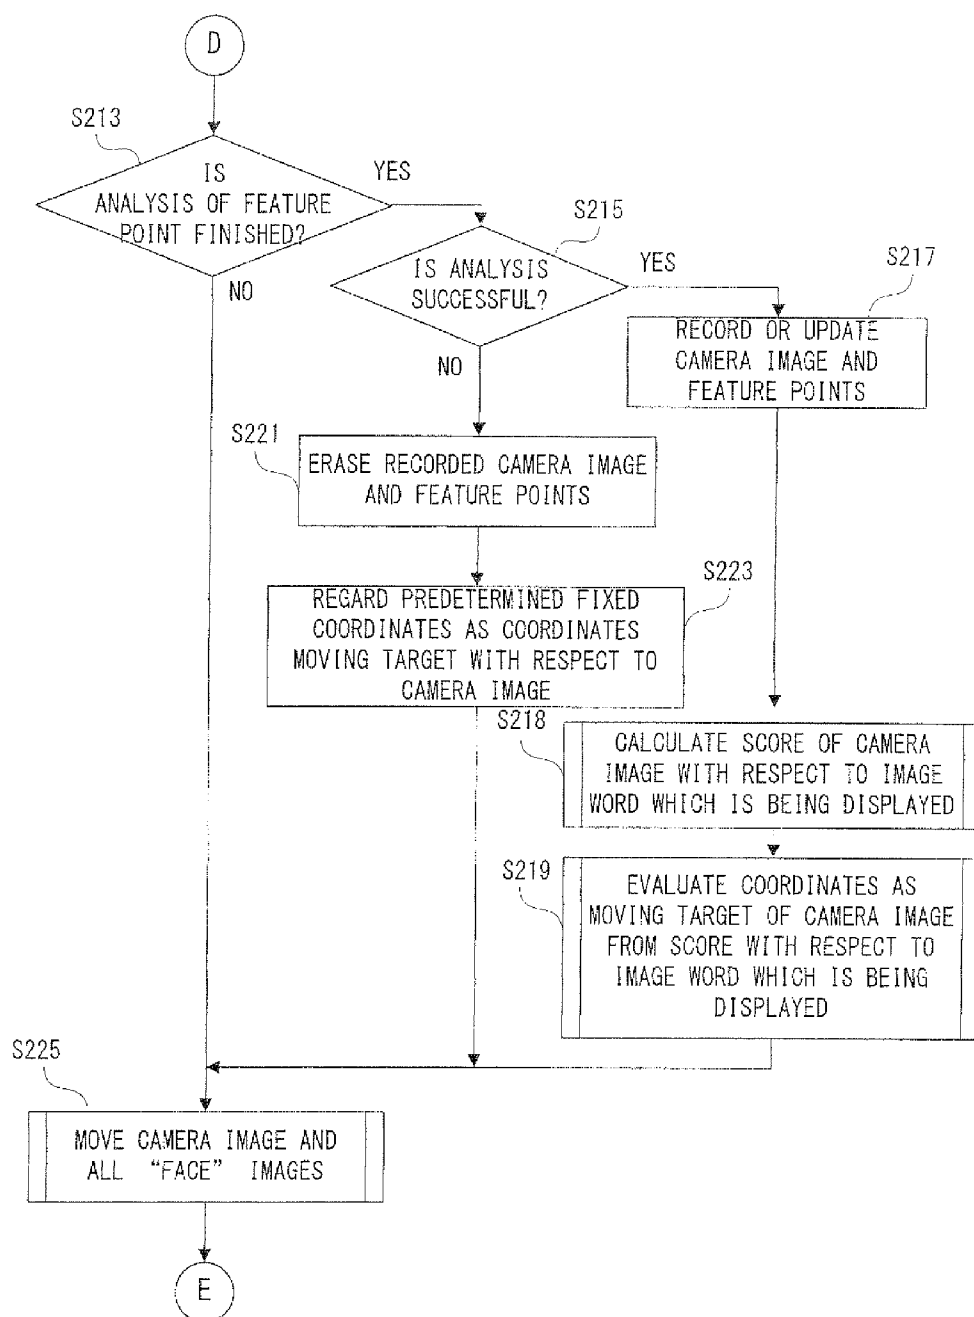 D
S213
IS
ANALYSIS OF FEATURE
POINT FINISHED?
YES
NO
S215
IS ANALYSIS
SUCCESSFUL?
YES
NO
S217
RECORD OR UPDATE
CAMERA IMAGE AND
FEATURE POINTS
S221
ERASE RECORDED CAMERA IMAGE
AND FEATURE POINTS
S223
REGARD PREDETERMINED FIXED
COORDINATES AS COORDINATES
MOVING TARGET WITH RESPECT TO
CAMERA IMAGE
S218
CALCULATE SCORE OF CAMERA
IMAGE WITH RESPECT TO IMAGE
WORD WHICH IS BEING DISPLAYED
S219
EVALUATE COORDINATES AS
MOVING TARGET OF CAMERA IMAGE
FROM SCORE WITH RESPECT TO
IMAGE WORD WHICH IS BEING
DISPLAYED
S225
MOVE CAMERA IMAGE AND
ALL “FACE” IMAGES
E